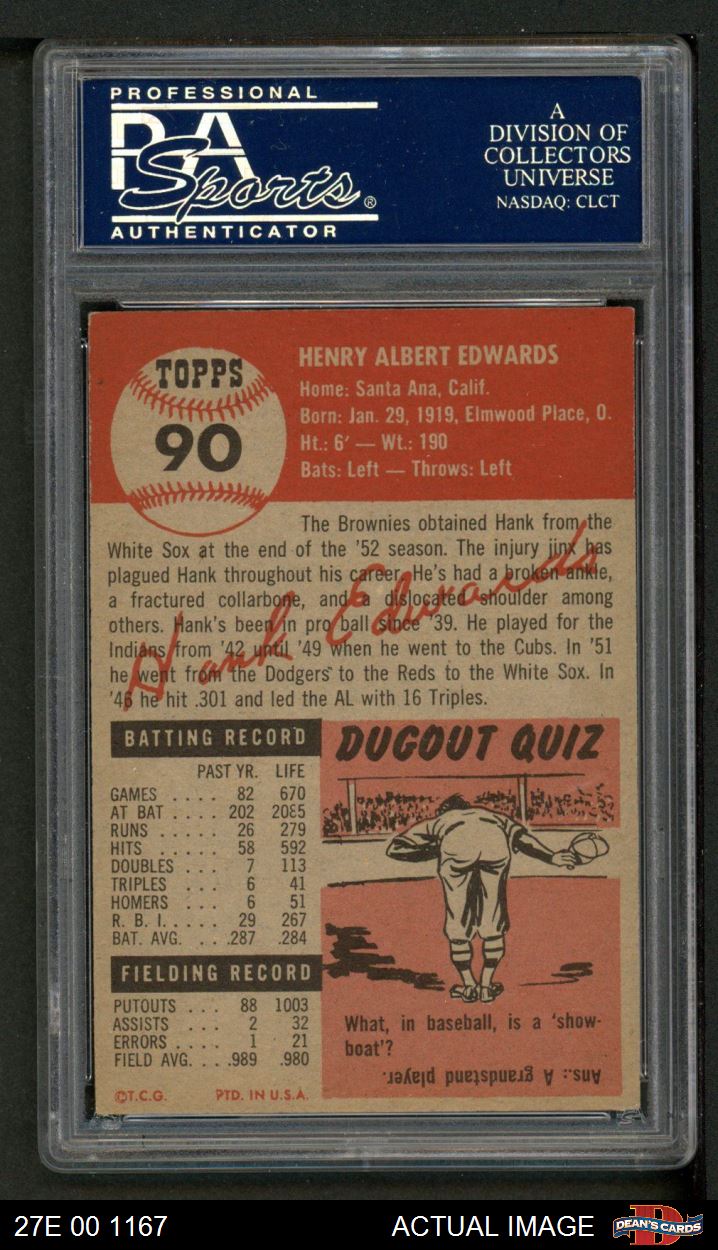 PROFESSIONAL
PSA
Sports®
AUTHENTICATOR
A
DIVISION OF
COLLECTORS
UNIVERSE
NASDAQ: CLCT
TOPPS
90
HENRY ALBERT EDWARDS
Home: Santa Ana, Calif.
Born: Jan. 29, 1919, Elmwood Place, O.
Ht.: 6' — Wt.: 190
Bats: Left — Throws: Left
The Brownies obtained Hank from the
White Sox at the end of the '52 season. The injury jinx has
plagued Hank throughout his career. He's had a broken ankle,
a fractured collarbone, and a dislocated shoulder among
others. Hank's been in pro ball since '39. He played for the
Indians from '42 until '49 when he went to the Cubs. In '51
he went from the Dodgers to the Reds to the White Sox. In
'46 he hit .301 and led the AL with 16 Triples.
Hank Edwards
BATTING RECORD
PAST YR. LIFE
GAMES . . . . 82 670
AT BAT . . . . 202 2085
RUNS . . . . . 26 279
HITS . . . . . 58 592
DOUBLES . . . 7 113
TRIPLES . . . 6 41
HOMERS . . . 6 51
R. B. I. . . . . . 29 267
BAT. AVG. . . . .287 .284
FIELDING RECORD
PUTOUTS . . . 88 1003
ASSISTS . . . 2 32
ERRORS . . . . 1 21
FIELD AVG. . . .989 .980
©T.C.G. PTD. IN U.S.A.
DUGOUT QUIZ
What, in baseball, is a 'show-
boat'?
Ans.: A grandstand player.
27E 00 1167
ACTUAL IMAGE
D
DEAN'S CARDS